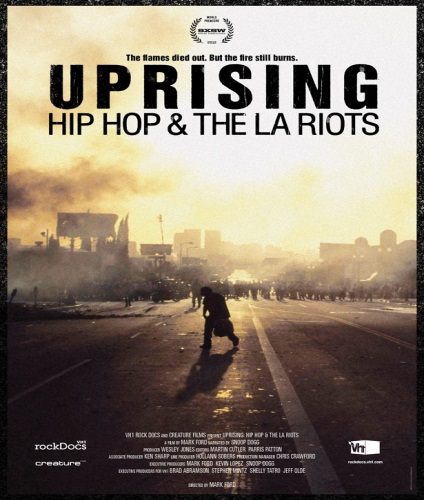 WORLD
PREMIERE
SXSW
2012
The flames died out. But the fire still burns.
UPRISING
HIP HOP & THE LA RIOTS
VH1 ROCK DOCS AND CREATURE FILMS PRESENT UPRISING: HIP HOP & THE LA RIOTS
A FILM BY MARK FORD NARRATED BY SNOOP DOGG
PRODUCER WESLEY JONES EDITORS MARTIN CUTLER, PARRIS PATTON
ASSOCIATE PRODUCER KEN SHARP LINE PRODUCER HOLLANN SOBERS PRODUCTION MANAGER CHRIS CRAWFORD
EXECUTIVE PRODUCERS MARK FORD KEVIN LOPEZ, SNOOP DOGG
EXECUTIVE PRODUCERS FOR VH1 BRAD ABRAMSON STEPHEN MINTZ SHELLY TATRO JEFF OLDE
DIRECTED BY MARK FORD
VH1
rockDocs
creature
VH1
rockdocs.vh1.com